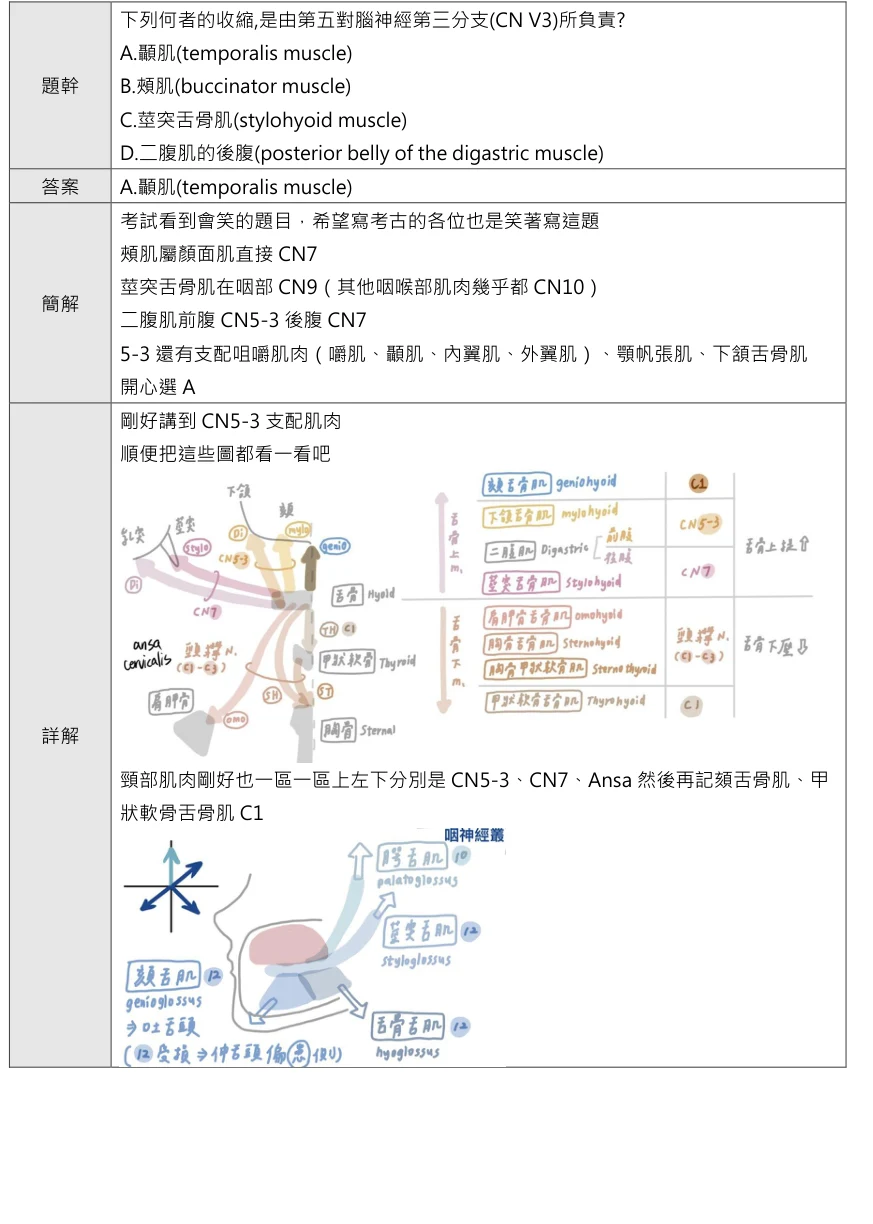 題幹
下列何者的收縮,是由第五對腦神經第三分支(CN V3)所負責?
A.顳肌(temporalis muscle)
B.頰肌(buccinator muscle)
C.莖突舌骨肌(stylohyoid muscle)
D.二腹肌的後腹(posterior belly of the digastric muscle)
答案
A.顳肌(temporalis muscle)
簡解
考試看到會笑的題目，希望寫考古的各位也是笑著寫這題
頰肌屬顏面肌直接 CN7
莖突舌骨肌在咽部 CN9（其他咽喉部肌肉幾乎都 CN10）
二腹肌前腹 CN5-3 後腹 CN7
5-3 還有支配咀嚼肌肉（嚼肌、顳肌、內翼肌、外翼肌）、顎帆張肌、下頷舌骨肌
開心選 A
詳解
剛好講到 CN5-3 支配肌肉
順便把這些圖都看一看吧
下頷
乳突
莖突
頦
stylo
Di
mylo
genio
CN5-3
Di
CN7
舌骨 Hyoid
TH C1
ansa
cervicalis
頸襻 N.
(C1-C3)
甲狀軟骨 Thyroid
肩胛骨
omo
SH
ST
胸骨 Sternal
舌骨上 m.
頦舌骨肌 geniohyoid
C1
下頷舌骨肌 mylohyoid
CN5-3
二腹肌 Digastric
前腹
後腹
CN7
莖突舌骨肌 Stylohyoid
舌骨上提⇧
舌骨下 m.
肩胛骨舌骨肌 omohyoid
胸骨舌骨肌 Sternohyoid
胸骨甲狀軟骨肌 Sternothyroid
頸襻 N.
(C1-C3)
甲狀軟骨舌骨肌 Thyrohyoid
C1
舌骨下壓⇩
頸部肌肉剛好也一區一區上左下分別是 CN5-3、CN7、Ansa 然後再記頦舌骨肌、甲
狀軟骨舌骨肌 C1
咽神經叢
腭舌肌 10
palatoglossus
莖突舌肌 12
styloglossus
頦舌肌 12
genioglossus
⇒吐舌頭
(12 受損⇒伸舌頭偏患側)
舌骨舌肌 12
hyoglossus